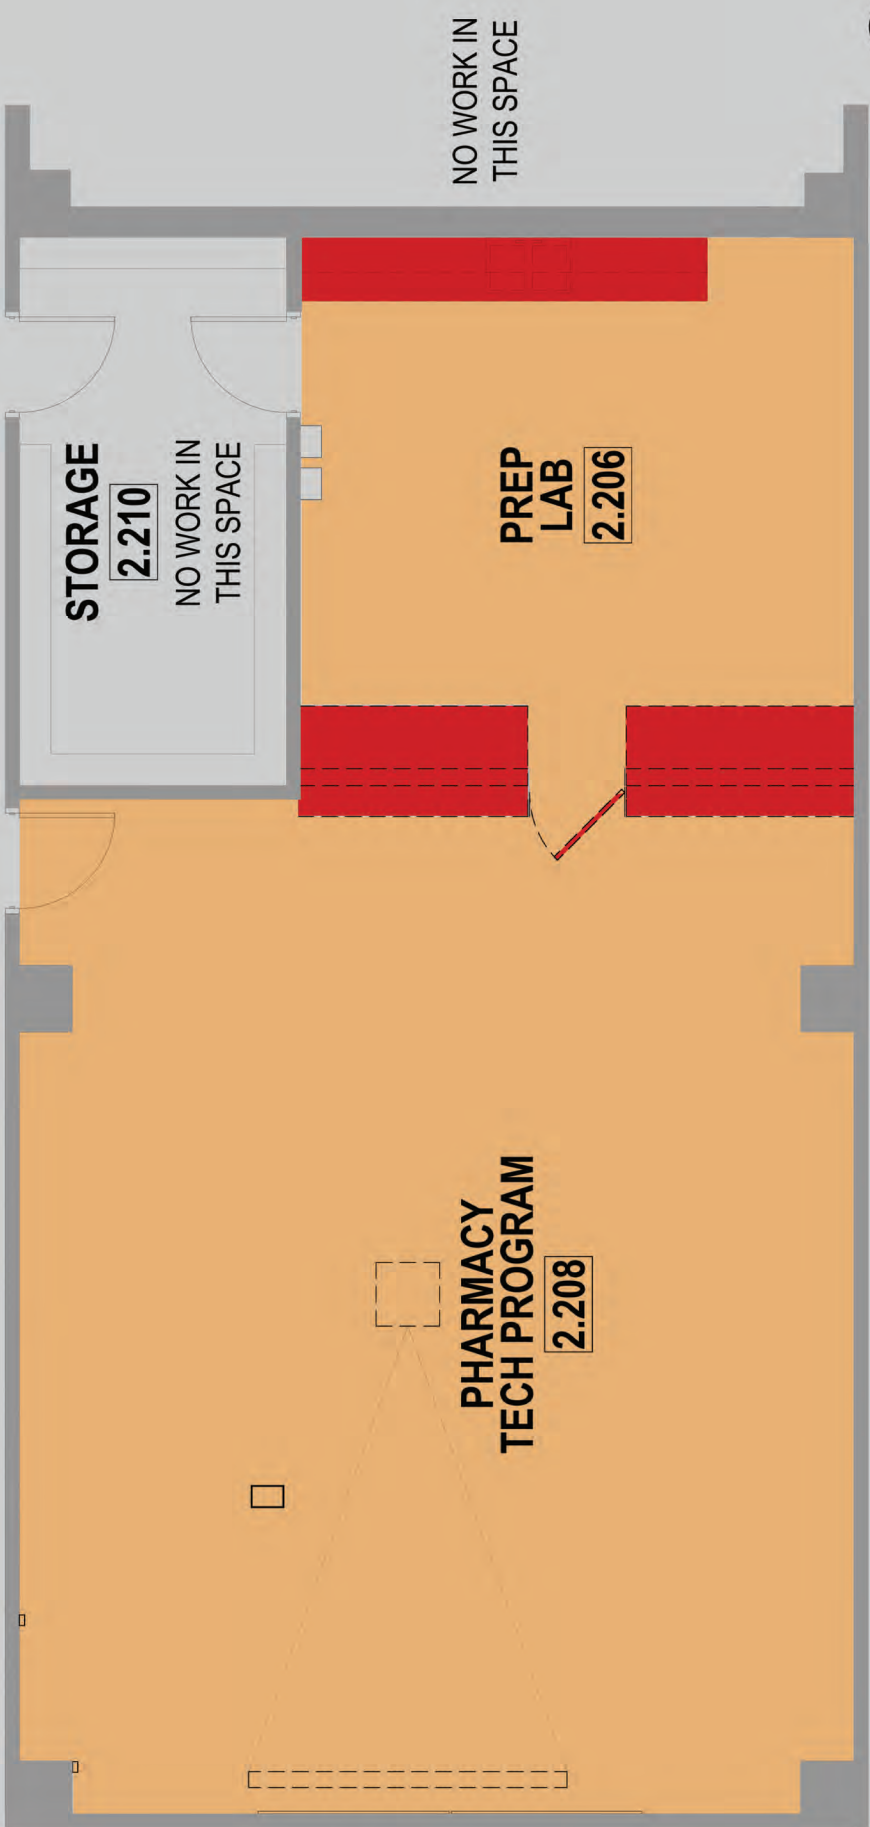 NO WORK IN
THIS SPACE
STORAGE
2.210
NO WORK IN
THIS SPACE
PREP
LAB
2.206
PHARMACY
TECH PROGRAM
2.208